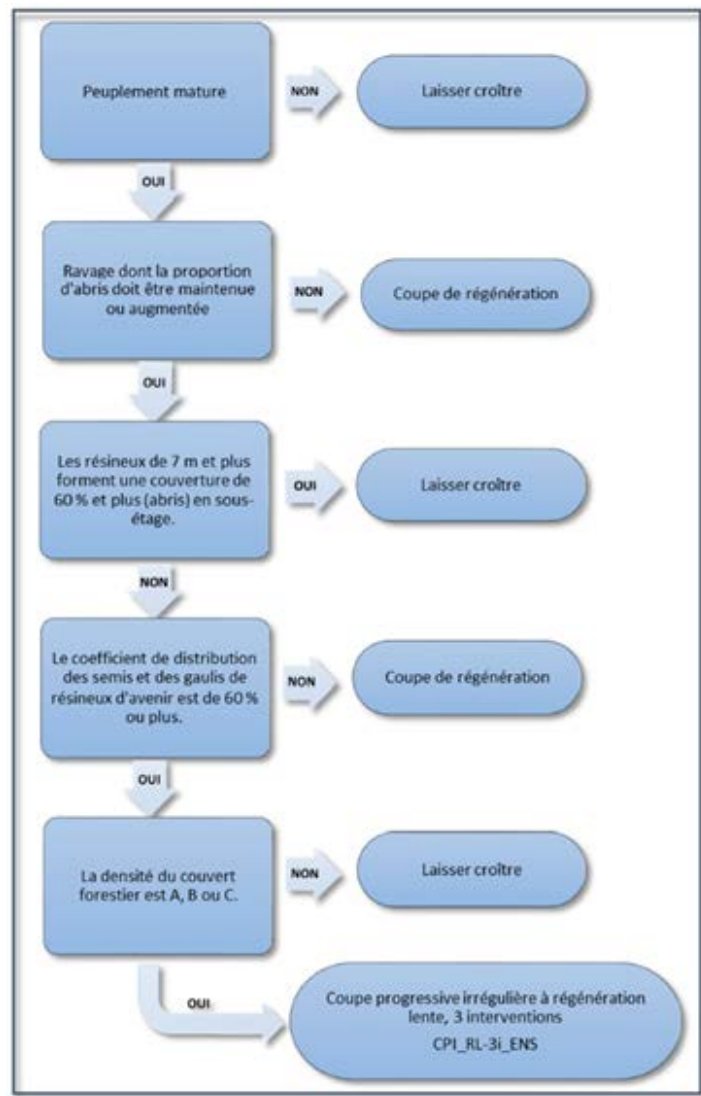 Peuplement mature
NON
Laisser croître
OUI
Ravage dont la proportion
d'abris doit être maintenue
ou augmentée
NON
Coupe de régénération
OUI
Les résineux de 7 m et plus
forment une couverture de
60 % et plus (abris) en sous-
étage.
OUI
Laisser croître
NON
Le coefficient de distribution
des semis et des gaulis de
résineux d'avenir est de 60 %
ou plus.
NON
Coupe de régénération
OUI
La densité du couvert
forestier est A, B ou C.
NON
Laisser croître
OUI
Coupe progressive irrégulière à régénération
lente, 3 interventions
CPI_RL-3i_ENS